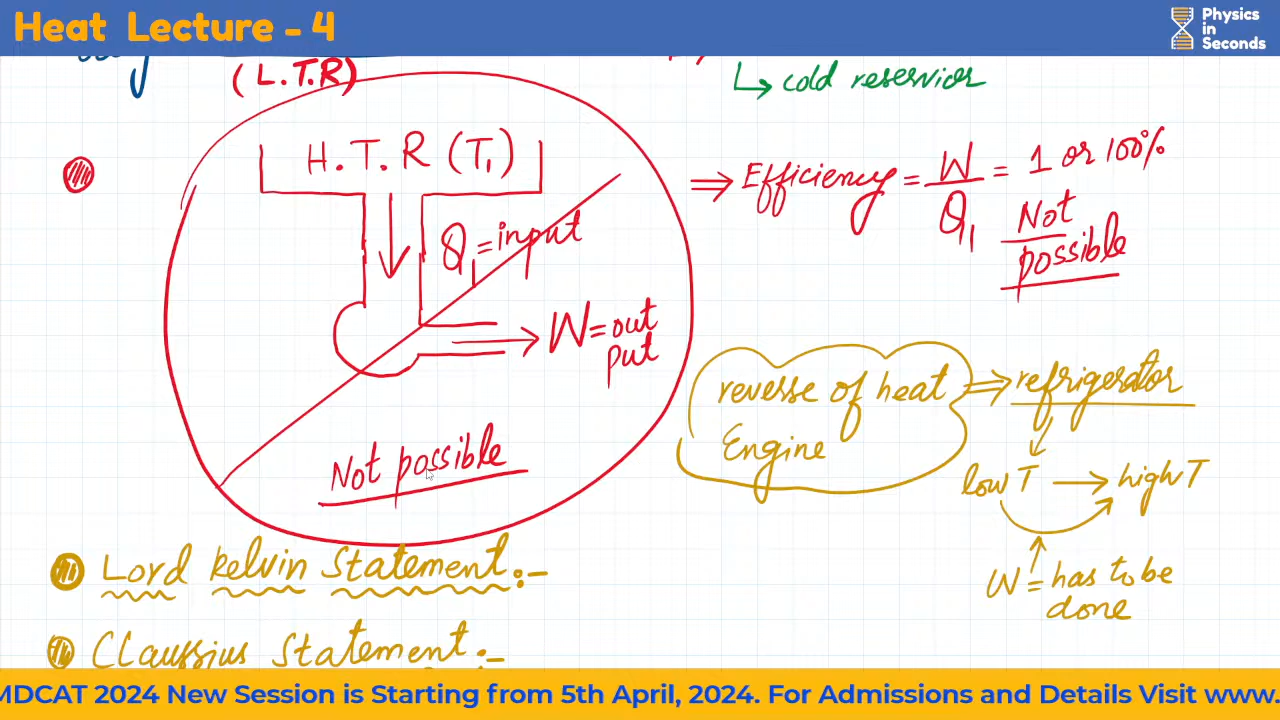 Heat Lecture - 4
Physics
in
Seconds
(L.T.R)
cold reservior
H.T.R (T₁)
Q₁ = input
W = out
put
Not possible
⇒ Efficiency = W/Q₁ = 1 or 100%
Not
possible
reverse of heat
Engine
⇒ refrigerator
low T → high T
W = has to be
done
Lord Kelvin Statement:-
Claussius Statement:-
MDCAT 2024 New Session is Starting from 5th April, 2024. For Admissions and Details Visit www.